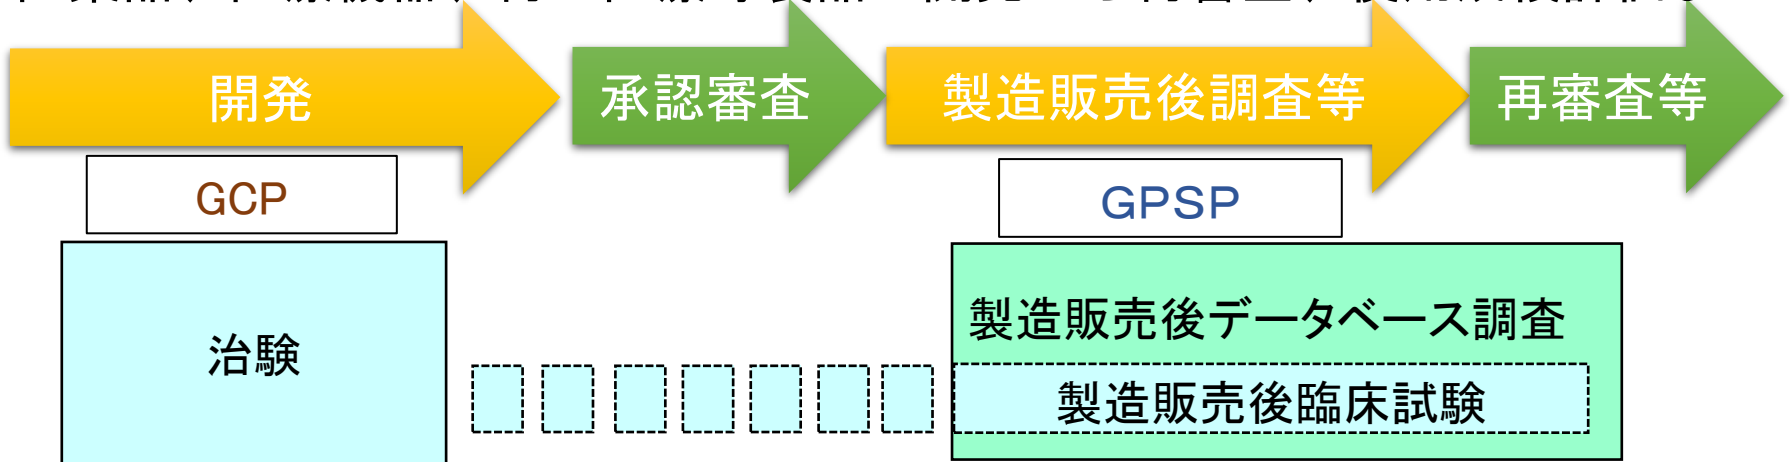 開発
承認審査
製造販売後調査等
再審査等
GCP
GPSP
治験
製造販売後データベース調査
製造販売後臨床試験